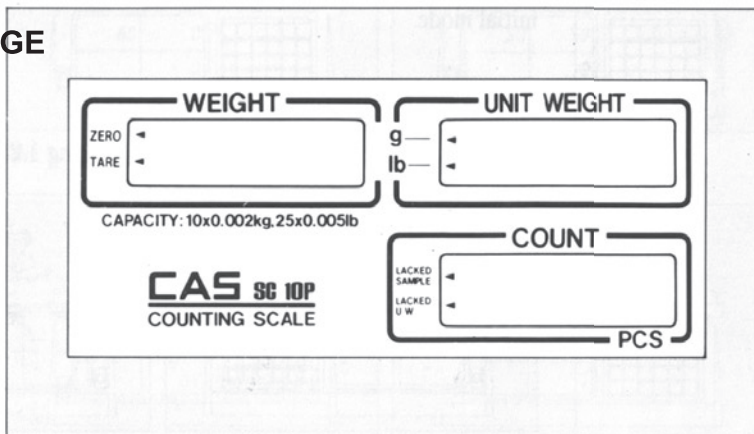 GE
WEIGHT
ZERO
TARE
CAPACITY: 10x0.002kg, 25x0.005lb
UNIT WEIGHT
g
lb
CAS SC 10P
COUNTING SCALE
COUNT
LACKED
SAMPLE
LACKED
U W
PCS